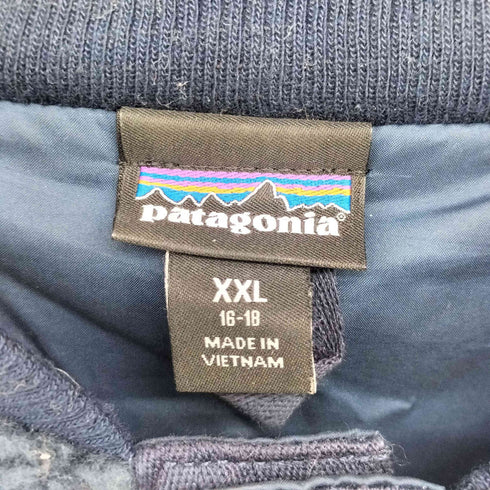 patagonia®
XXL
16-18
MADE IN
VIETNAM